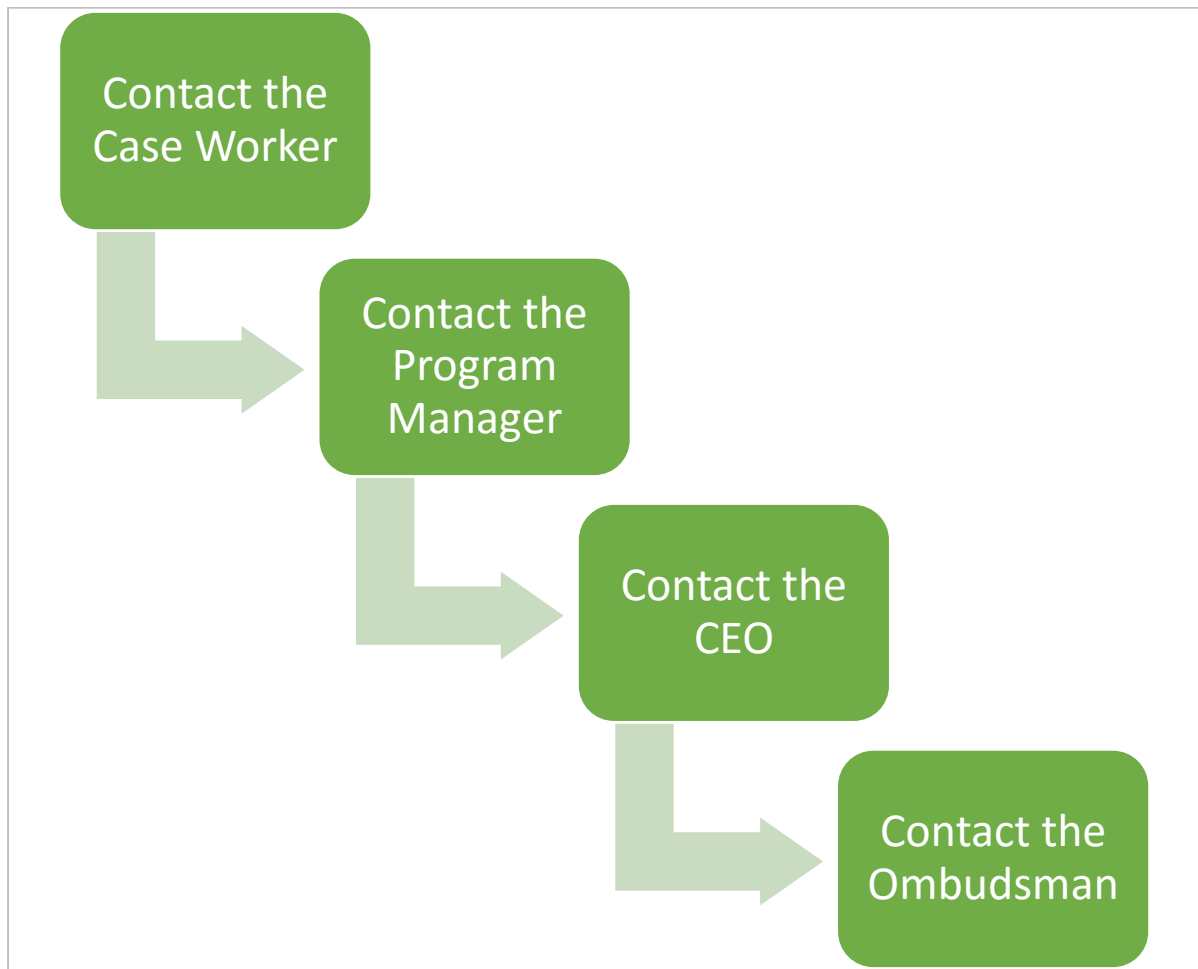 Contact the
Case Worker
Contact the
Program
Manager
Contact the
CEO
Contact the
Ombudsman